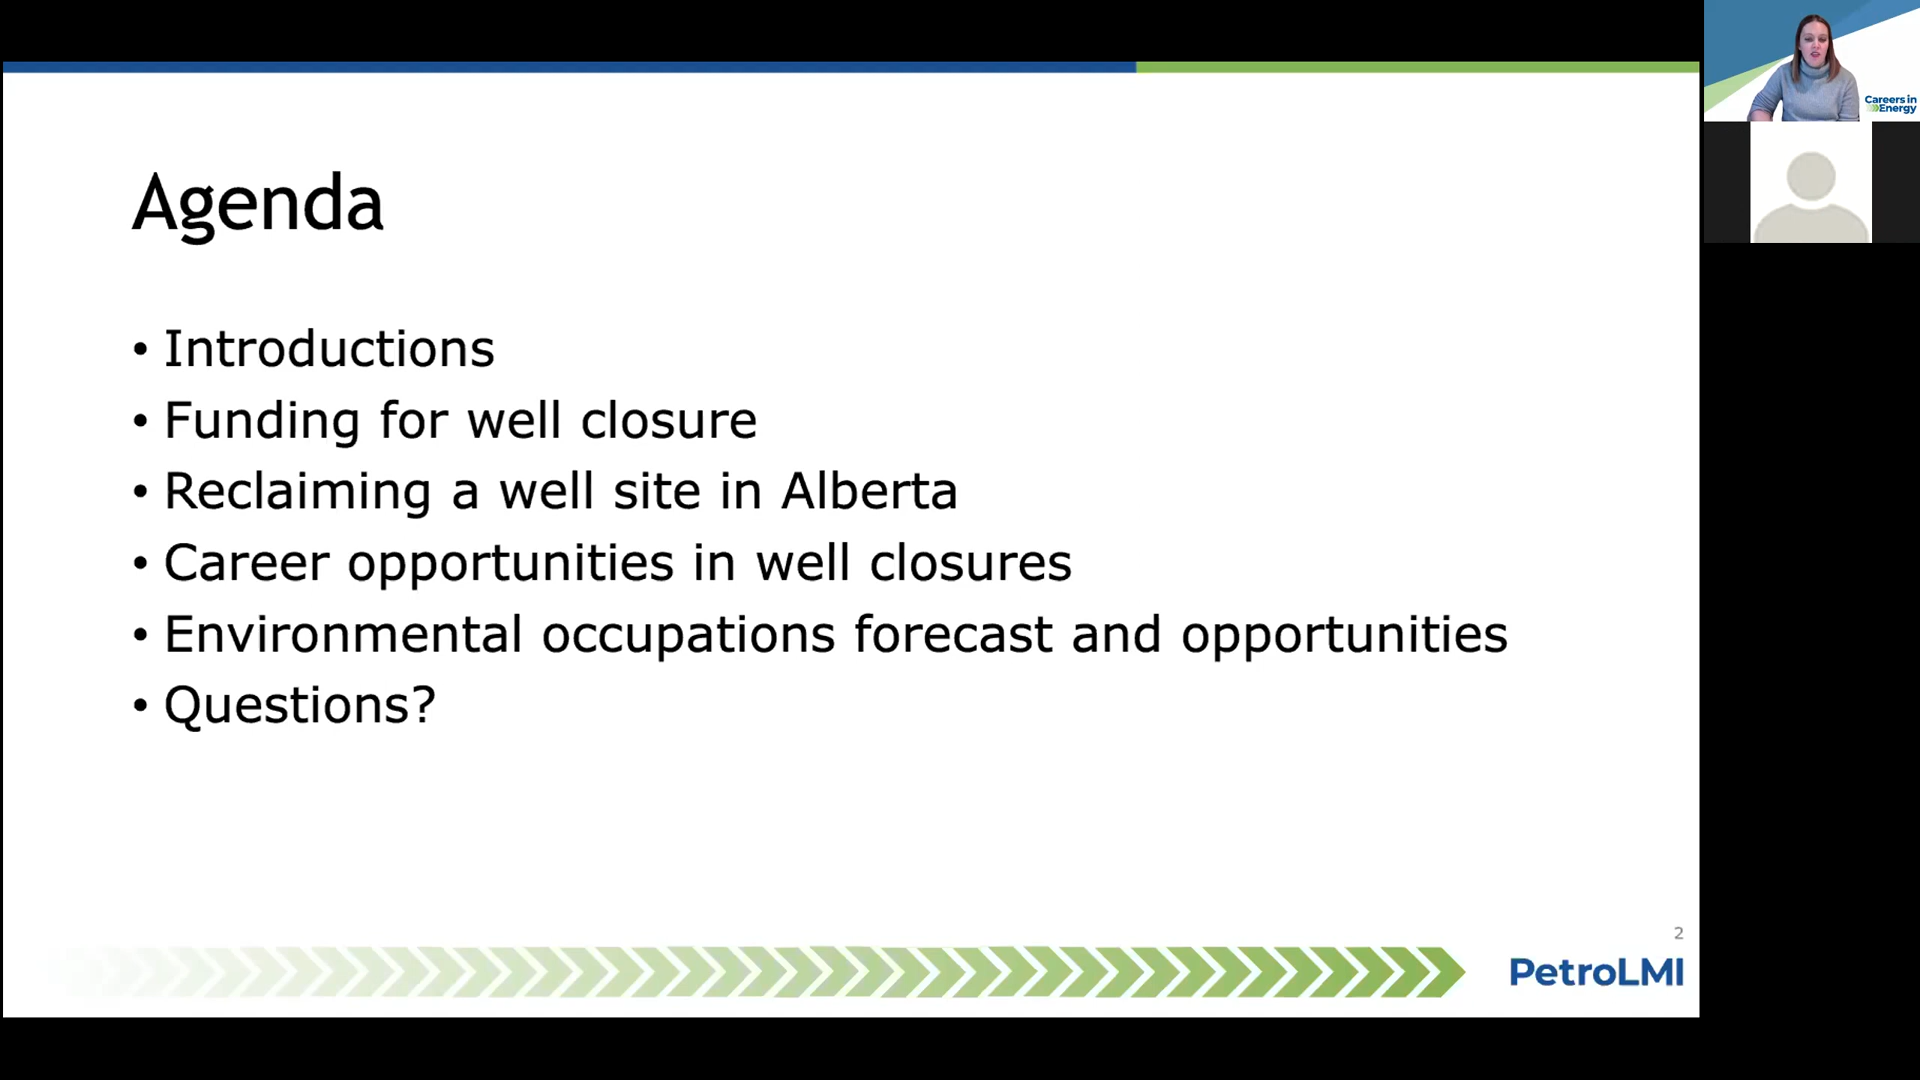 Agenda
• Introductions
• Funding for well closure
• Reclaiming a well site in Alberta
• Career opportunities in well closures
• Environmental occupations forecast and opportunities
• Questions?
2
PetroLMI
Careers in
Energy